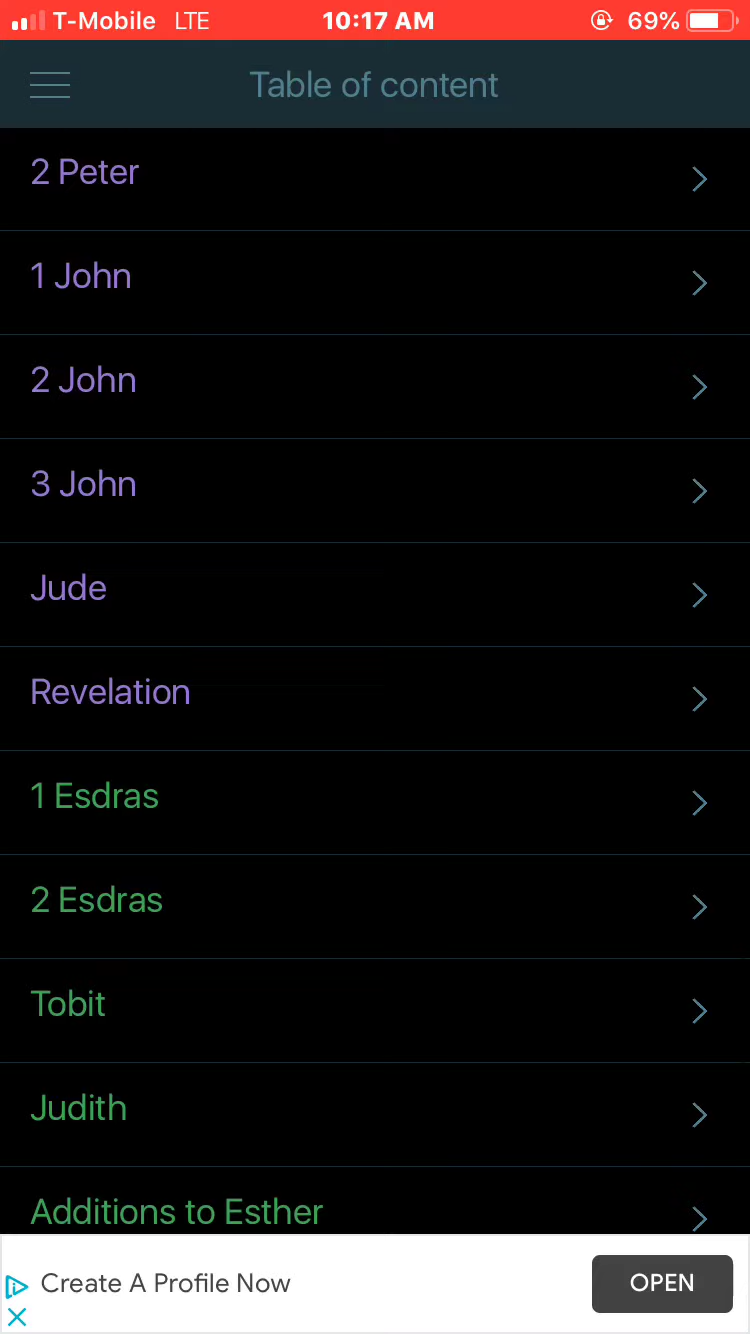 T-Mobile LTE 10:17 AM 69%
Table of content
2 Peter
1 John
2 John
3 John
Jude
Revelation
1 Esdras
2 Esdras
Tobit
Judith
Additions to Esther
Create A Profile Now
OPEN